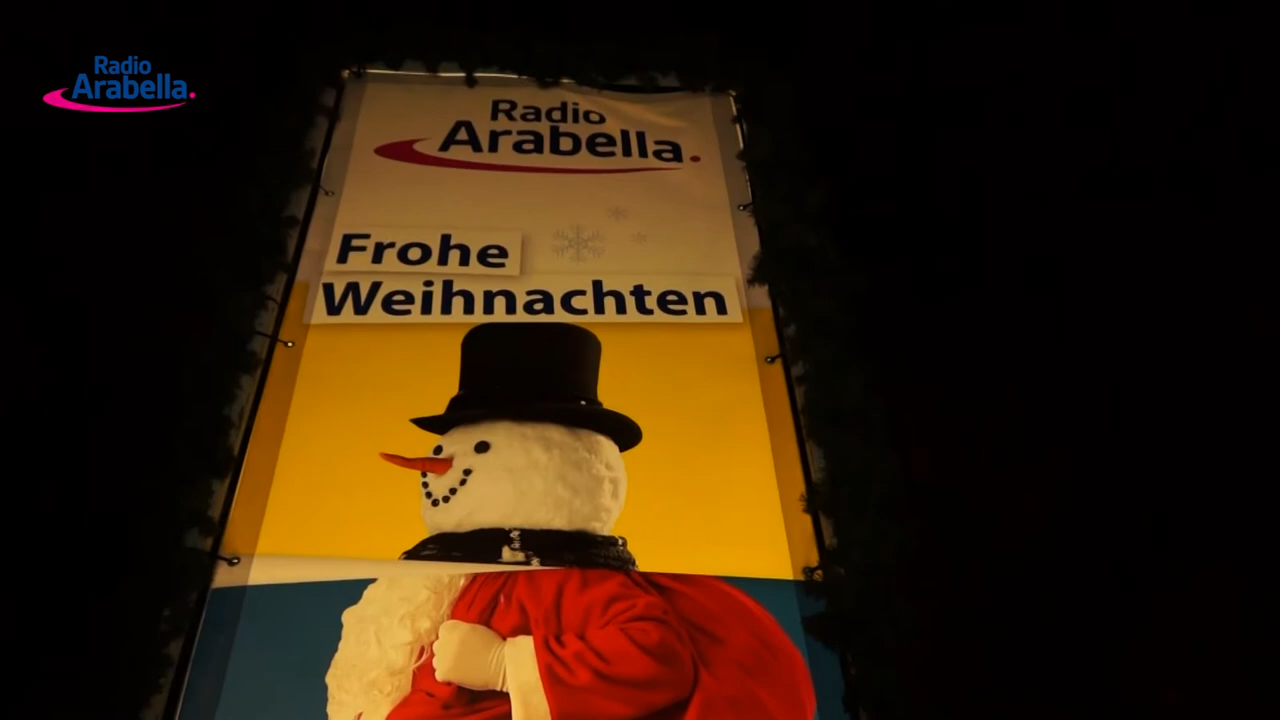 Radio
Arabella.
Radio
Arabella.
Frohe
Weihnachten